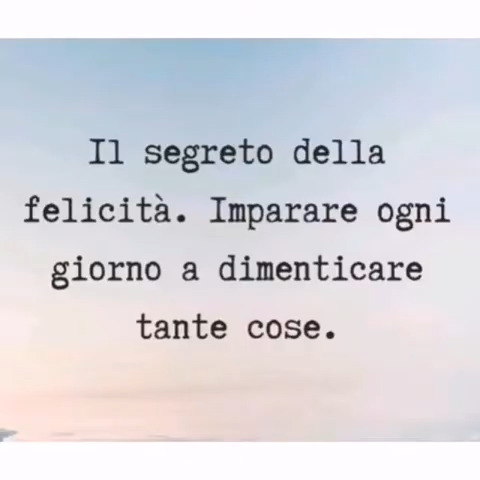 Il segreto della
felicità. Imparare ogni
giorno a dimenticare
tante cose.